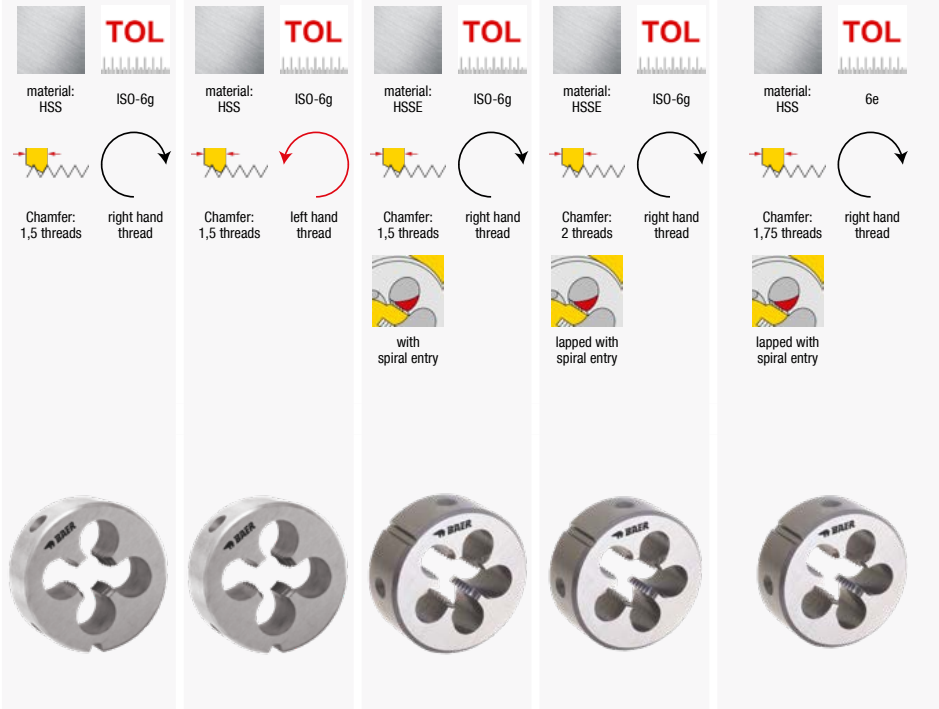 TOL
material:
HSS
ISO-6g
Chamfer:
1,5 threads
right hand
thread
BAER
TOL
material:
HSS
ISO-6g
Chamfer:
1,5 threads
left hand
thread
BAER
TOL
material:
HSSE
ISO-6g
Chamfer:
1,5 threads
right hand
thread
with
spiral entry
BAER
TOL
material:
HSSE
ISO-6g
Chamfer:
2 threads
right hand
thread
lapped with
spiral entry
BAER
TOL
material:
HSS
6e
Chamfer:
1,75 threads
right hand
thread
lapped with
spiral entry
BAER